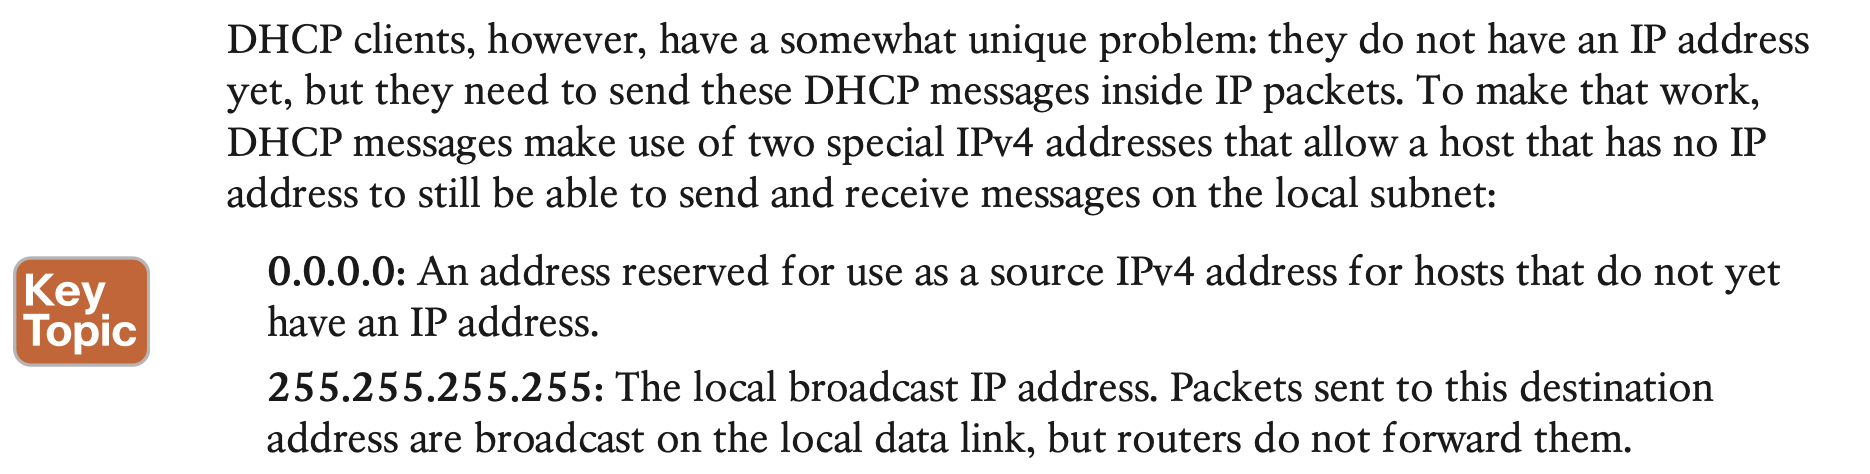 DHCP clients, however, have a somewhat unique problem: they do not have an IP address
yet, but they need to send these DHCP messages inside IP packets. To make that work,
DHCP messages make use of two special IPv4 addresses that allow a host that has no IP
address to still be able to send and receive messages on the local subnet:
Key
Topic
0.0.0.0: An address reserved for use as a source IPv4 address for hosts that do not yet
have an IP address.
255.255.255.255: The local broadcast IP address. Packets sent to this destination
address are broadcast on the local data link, but routers do not forward them.